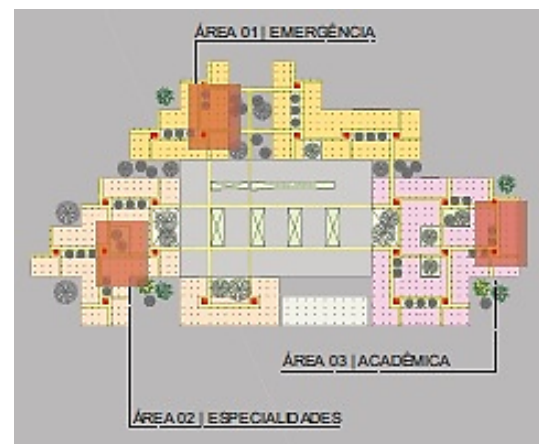 ÁREA 01 | EMERGÊNCIA
ÁREA 03 | ACADÊMICA
ÁREA 02 | ESPECIALIDADES